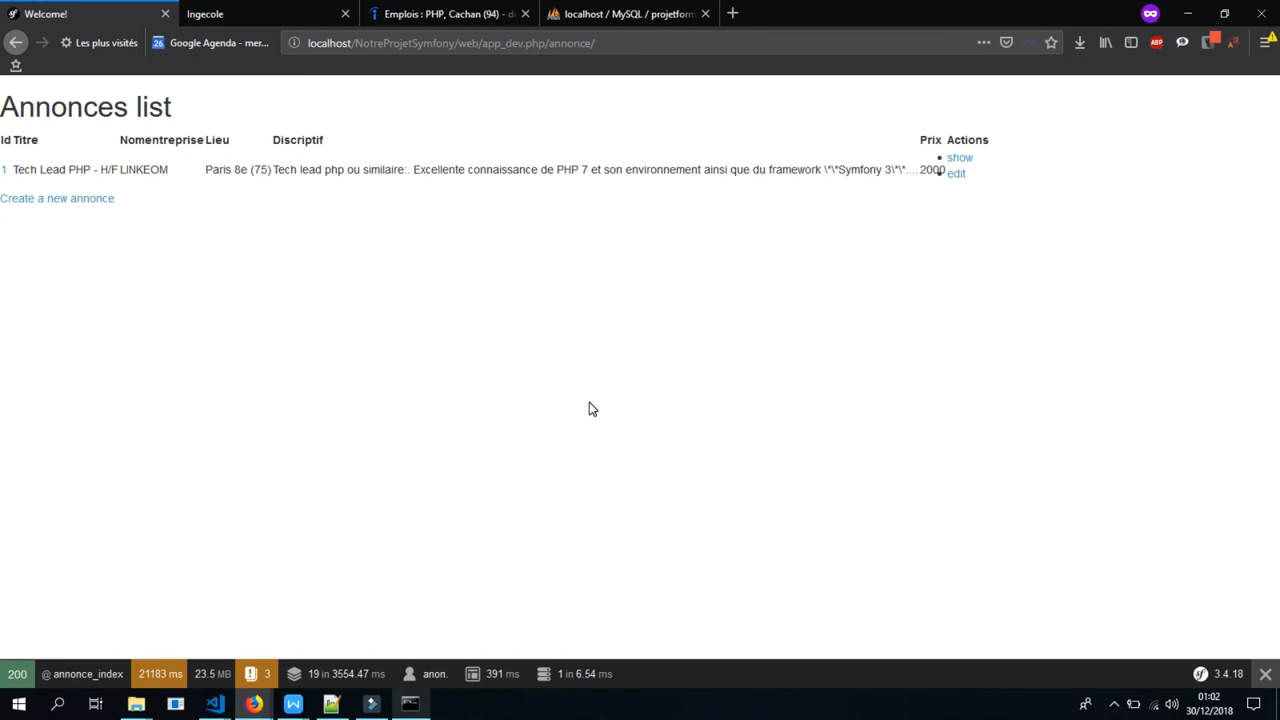 Welcome!
Ingecole
Emplois : PHP, Cachan (94) - d
localhost / MySQL / projetform
Les plus visités
26 Google Agenda - mer...
localhost/NotreProjetSymfony/web/app_dev.php/annonce/
ABP
Annonces list
Id Titre Nomentreprise Lieu Discriptif Prix Actions
1 Tech Lead PHP - H/F LINKEOM Paris 8e (75) Tech lead php ou similaire:. Excellente connaissance de PHP 7 et son environnement ainsi que du framework \*\*Symfony 3\*\*.... 2000
show
edit
Create a new annonce
200 @ annonce_index 21183 ms 23.5 MB 3 19 in 3554.47 ms anon. 391 ms 1 in 6.54 ms 3.4.18
01:02
30/12/2018